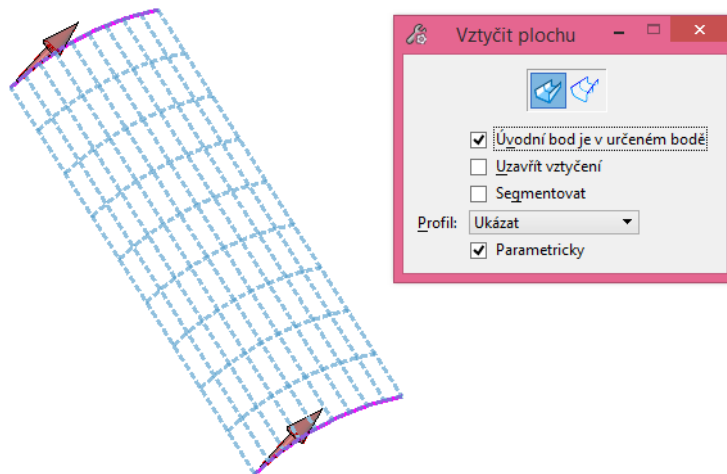 Vztyčit plochu
Úvodní bod je v určeném bodě
Uzavřít vztyčení
Segmentovat
Profil: Ukázat
Parametricky